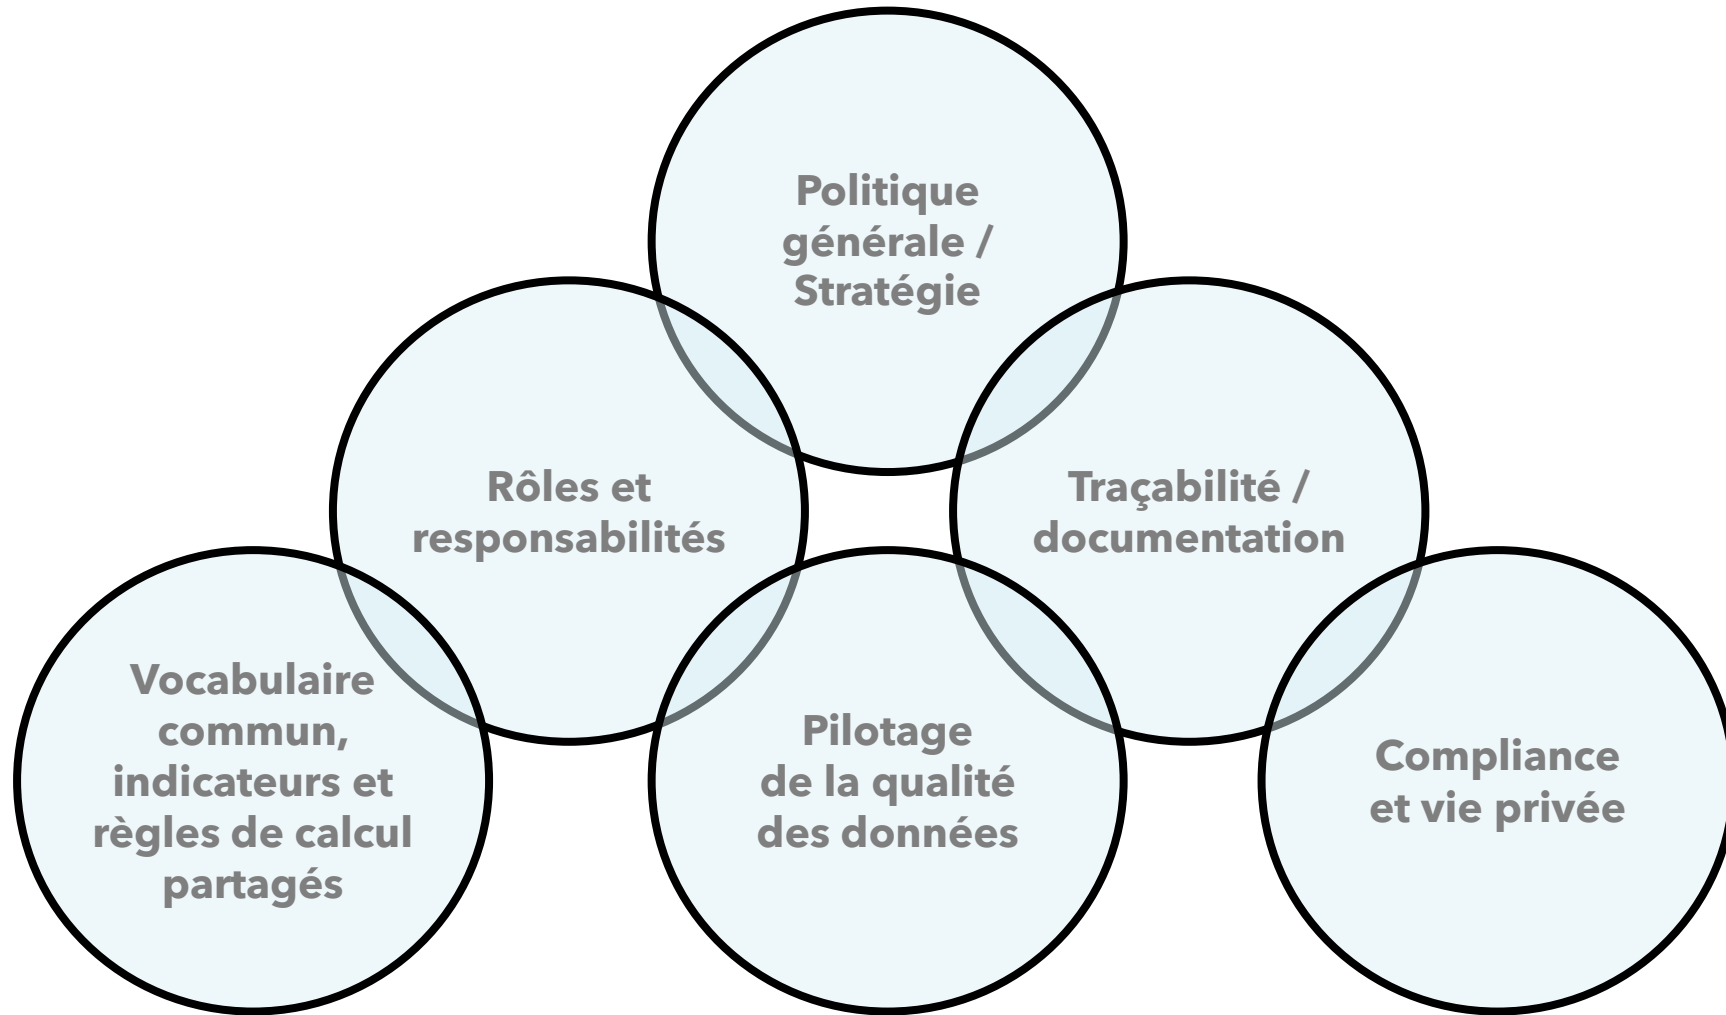 Politique
générale /
Stratégie
Rôles et
responsabilités
Traçabilité /
documentation
Vocabulaire
commun,
indicateurs et
règles de calcul
partagés
Pilotage
de la qualité
des données
Compliance
et vie privée